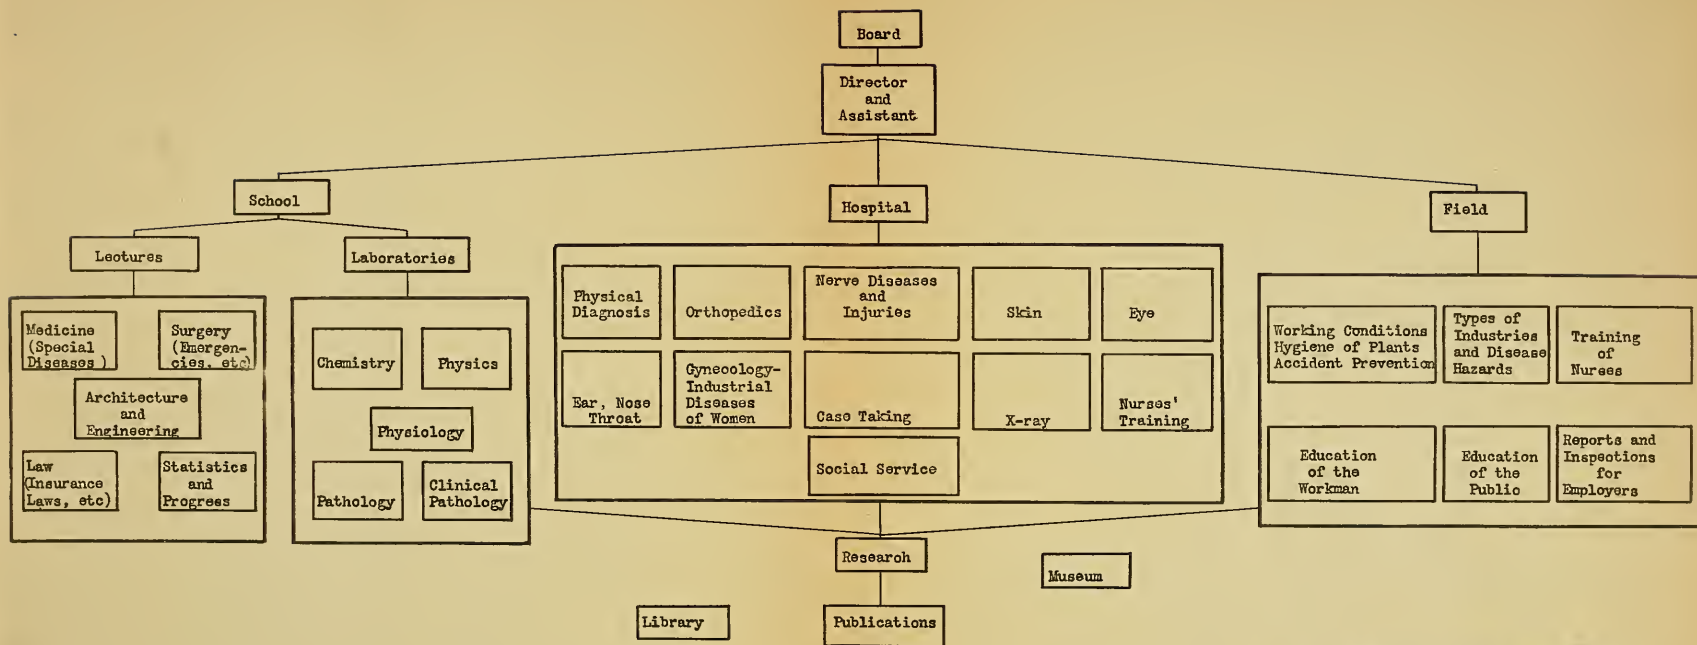 Board
Director
and
Assistant
School
Hospital
Field
Lectures
Laboratories
Medicine
(Special
Diseases)
Surgery
(Emergen-
cies, etc)
Architecture
and
Engineering
Law
(Insurance
Laws, etc)
Statistics
and
Progress
Chemistry
Physics
Physiology
Pathology
Clinical
Pathology
Physical
Diagnosis
Orthopedics
Nerve Diseases
and
Injuries
Skin
Eye
Ear, Nose
Throat
Gynecology-
Industrial
Diseases
of Women
Case Taking
X-ray
Nurses'
Training
Social Service
Working Conditions
Hygiene of Plants
Accident Prevention
Types of
Industries
and Disease
Hazards
Training
of
Nurses
Education
of the
Workman
Education
of the
Public
Reports and
Inspections
for
Employers
Research
Museum
Library
Publications